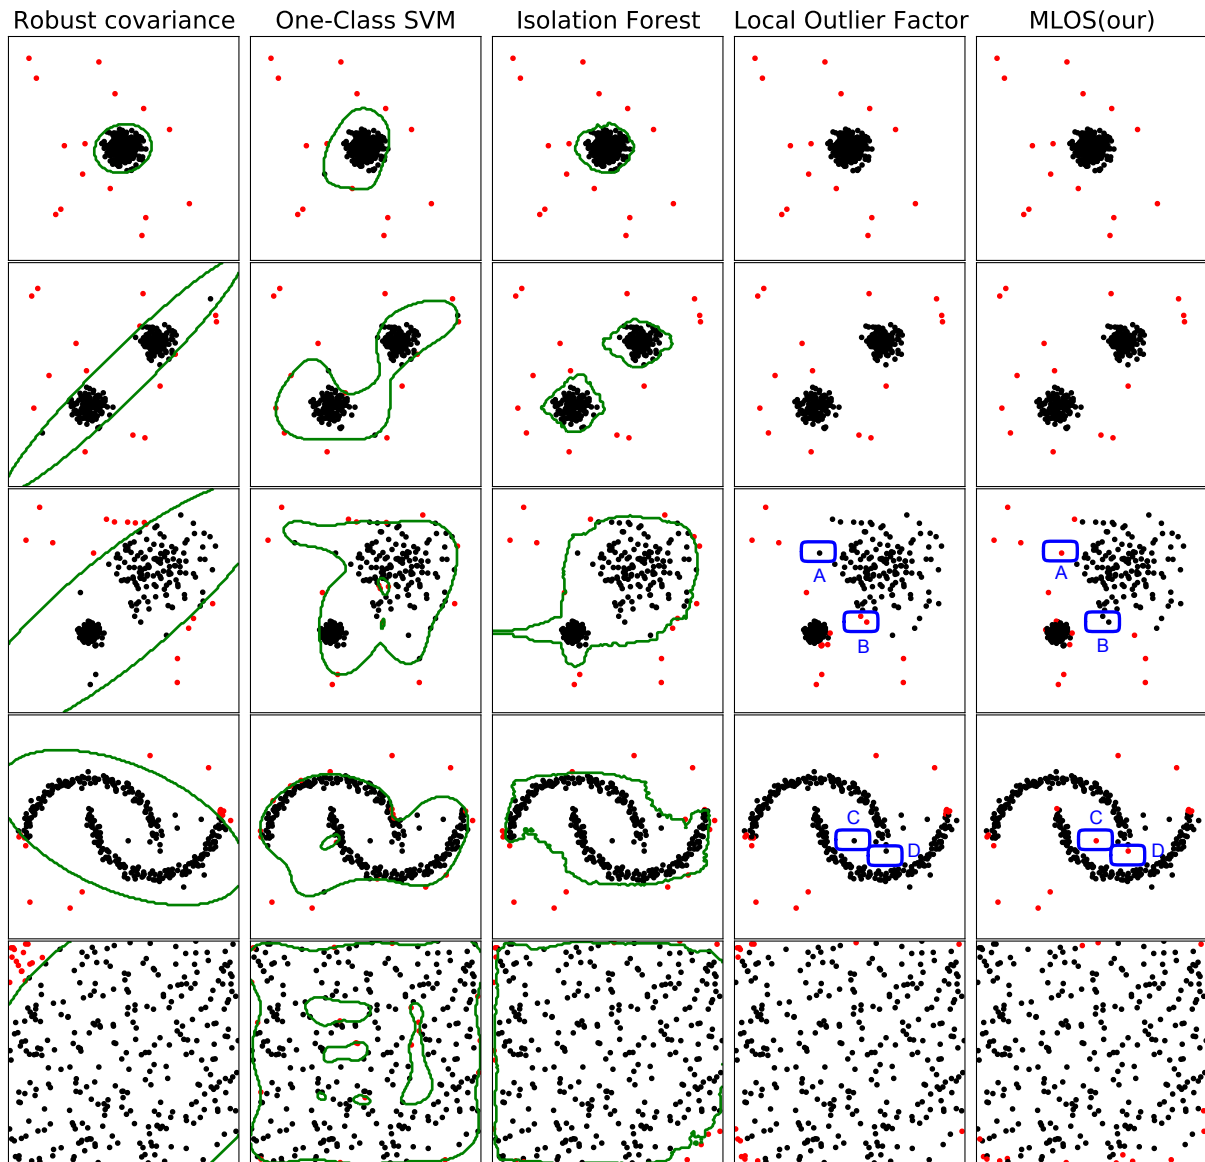 Robust covariance One-Class SVM Isolation Forest Local Outlier Factor MLOS(our)
A A
B B
C C
D D